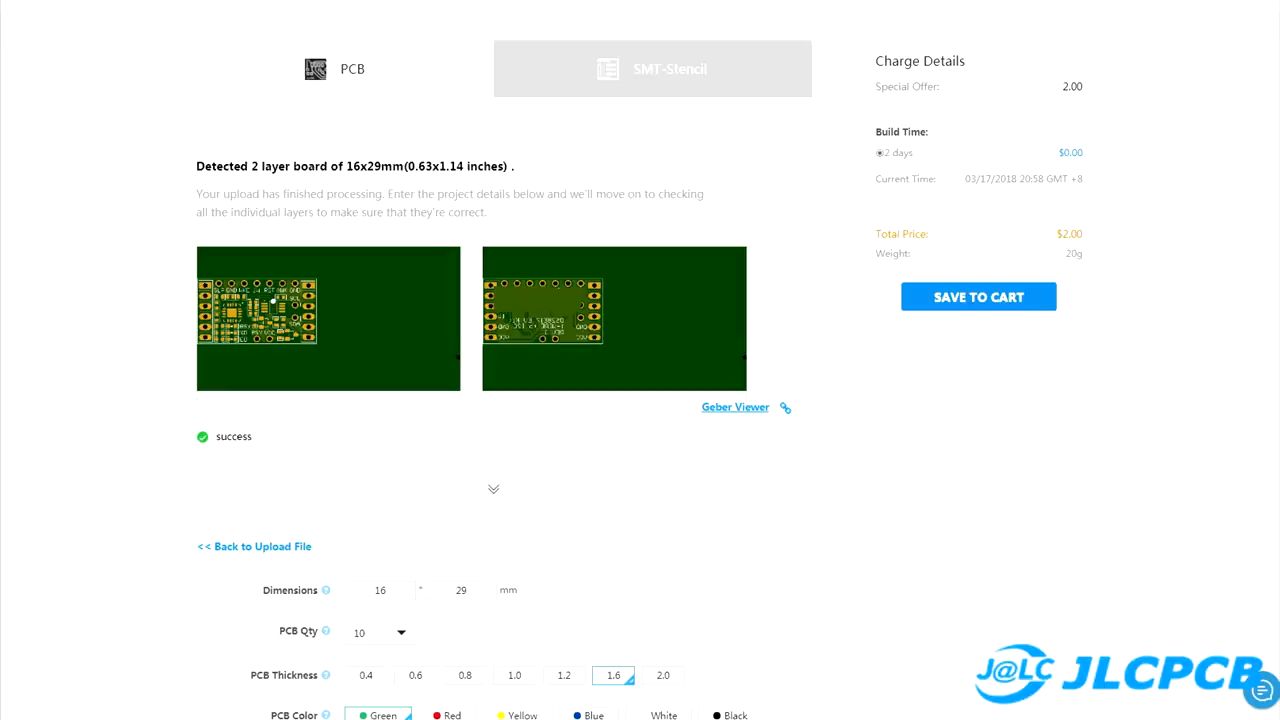 PCB
SMT-Stencil
Charge Details
Special Offer: 2.00
Build Time:
2 days $0.00
Current Time: 03/17/2018 20:58 GMT +8
Total Price: $2.00
Weight: 20g
SAVE TO CART
Detected 2 layer board of 16x29mm(0.63x1.14 inches) .
Your upload has finished processing. Enter the project details below and we'll move on to checking
all the individual layers to make sure that they're correct.
Geber Viewer
success
<< Back to Upload File
Dimensions 16 * 29 mm
PCB Qty 10
PCB Thickness 0.4 0.6 0.8 1.0 1.2 1.6 2.0
PCB Color Green Red Yellow Blue White Black
J@LC JLCPCB